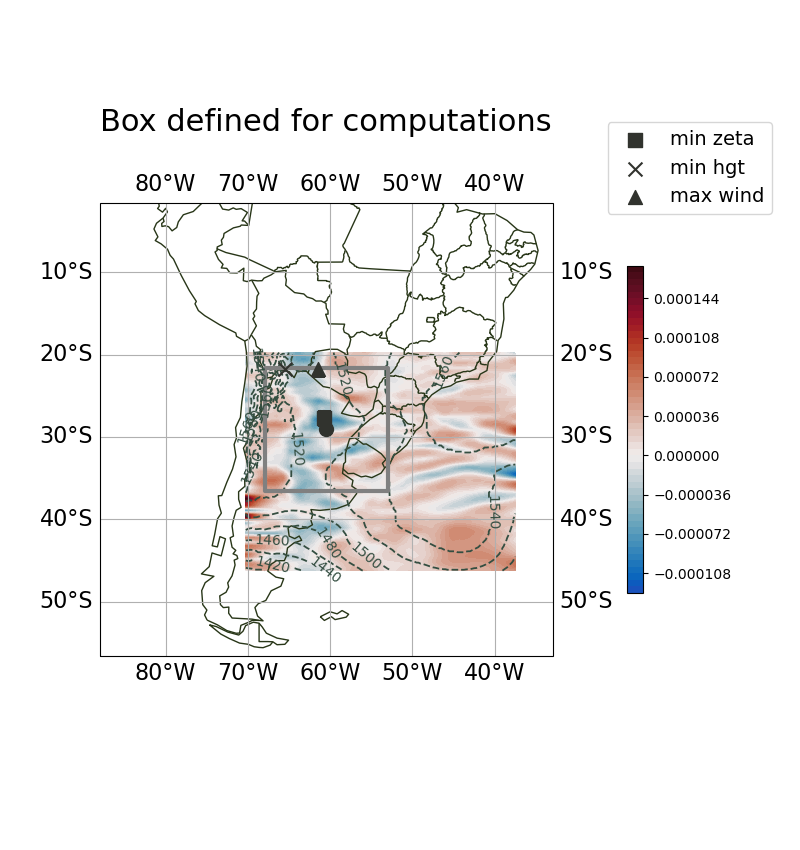 Box defined for computations
min zeta
min hgt
max wind
80°W 70°W 60°W 50°W 40°W
10°S 10°S
20°S 20°S
30°S 30°S
40°S 40°S
50°S 50°S
80°W 70°W 60°W 50°W 40°W
0.000144
0.000108
0.000072
0.000036
0.000000
−0.000036
−0.000072
−0.000108
1520
1520
1540
1460
1480
1500
1420
1440